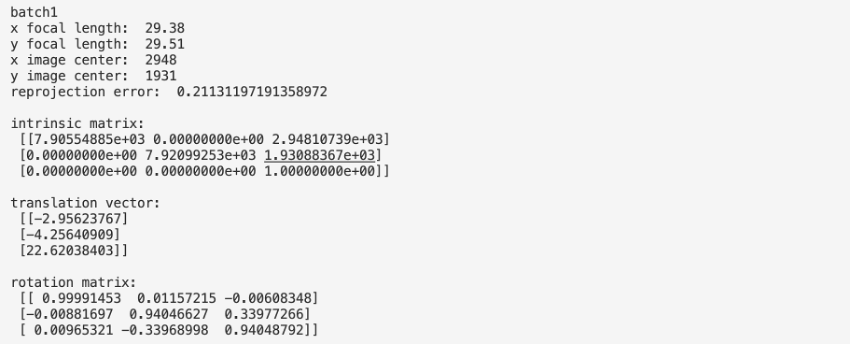 batch1
x focal length:  29.38
y focal length:  29.51
x image center:  2948
y image center:  1931
reprojection error:  0.21131197191358972
intrinsic matrix:
[[7.90554885e+03 0.00000000e+00 2.94810739e+03]
[0.00000000e+00 7.92099253e+03 1.93088367e+03]
[0.00000000e+00 0.00000000e+00 1.00000000e+00]]
translation vector:
[[-2.95623767]
[-4.25640909]
[22.62038403]]
rotation matrix:
[[ 0.99991453  0.01157215 -0.00608348]
[-0.00881697  0.94046627  0.33977266]
[ 0.00965321 -0.33968998  0.94048792]]